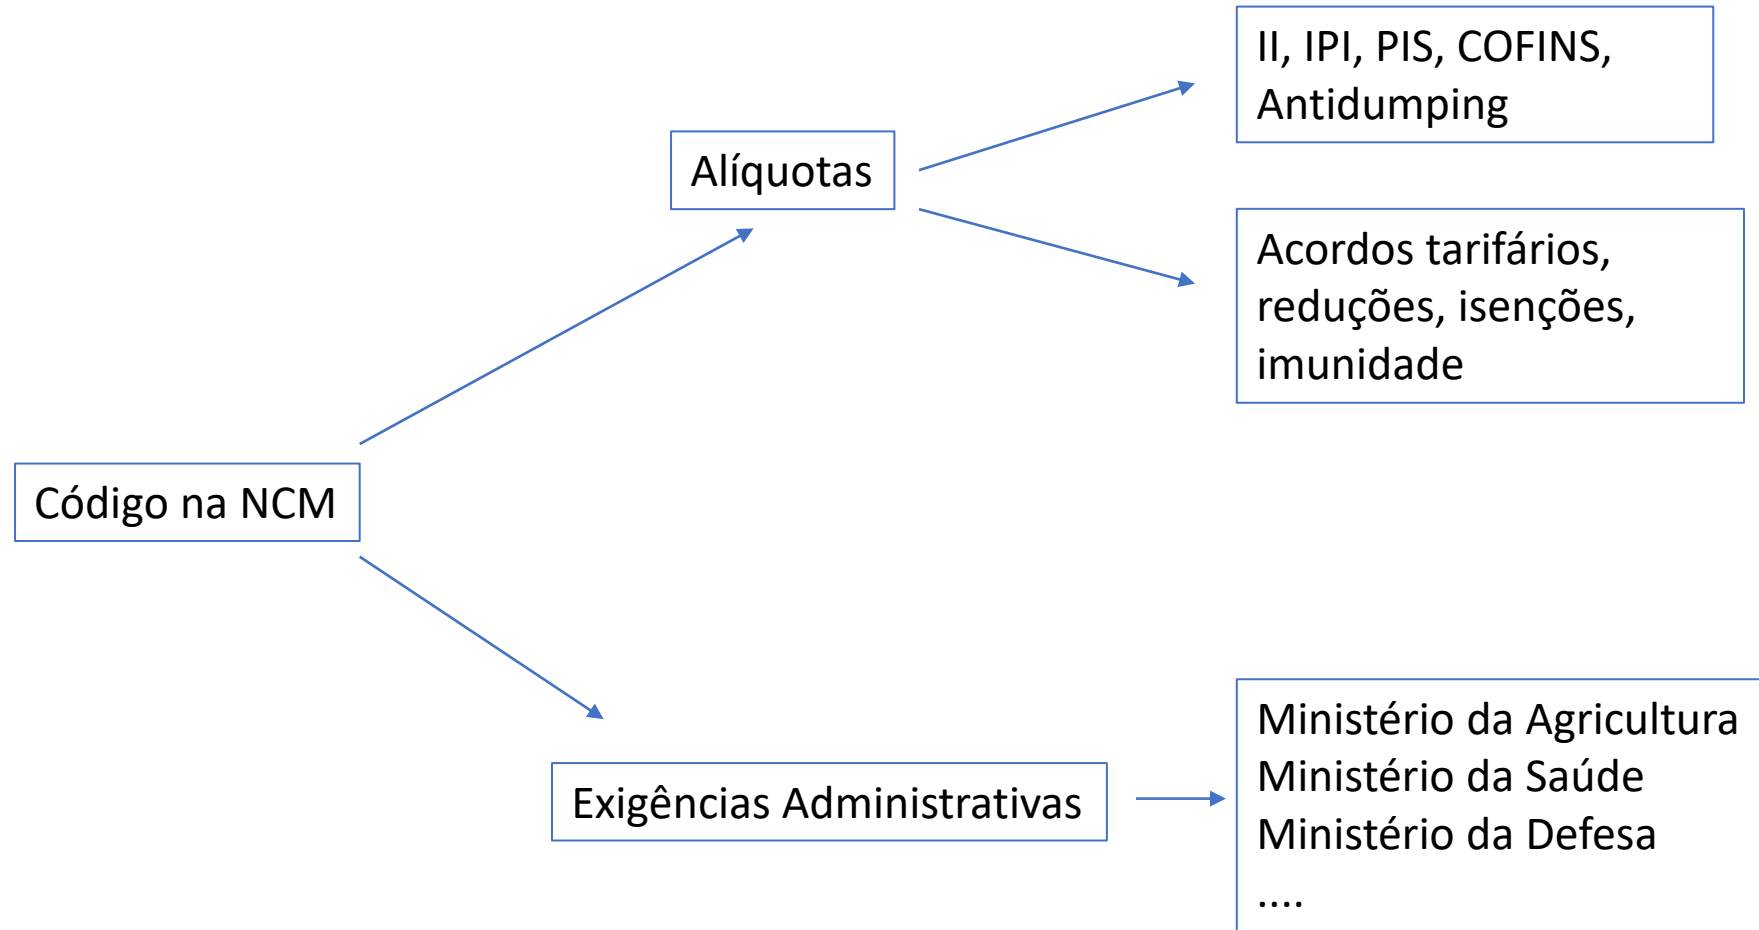 II, IPI, PIS, COFINS,
Antidumping
Alíquotas
Acordos tarifários,
reduções, isenções,
imunidade
Código na NCM
Exigências Administrativas
Ministério da Agricultura
Ministério da Saúde
Ministério da Defesa
....